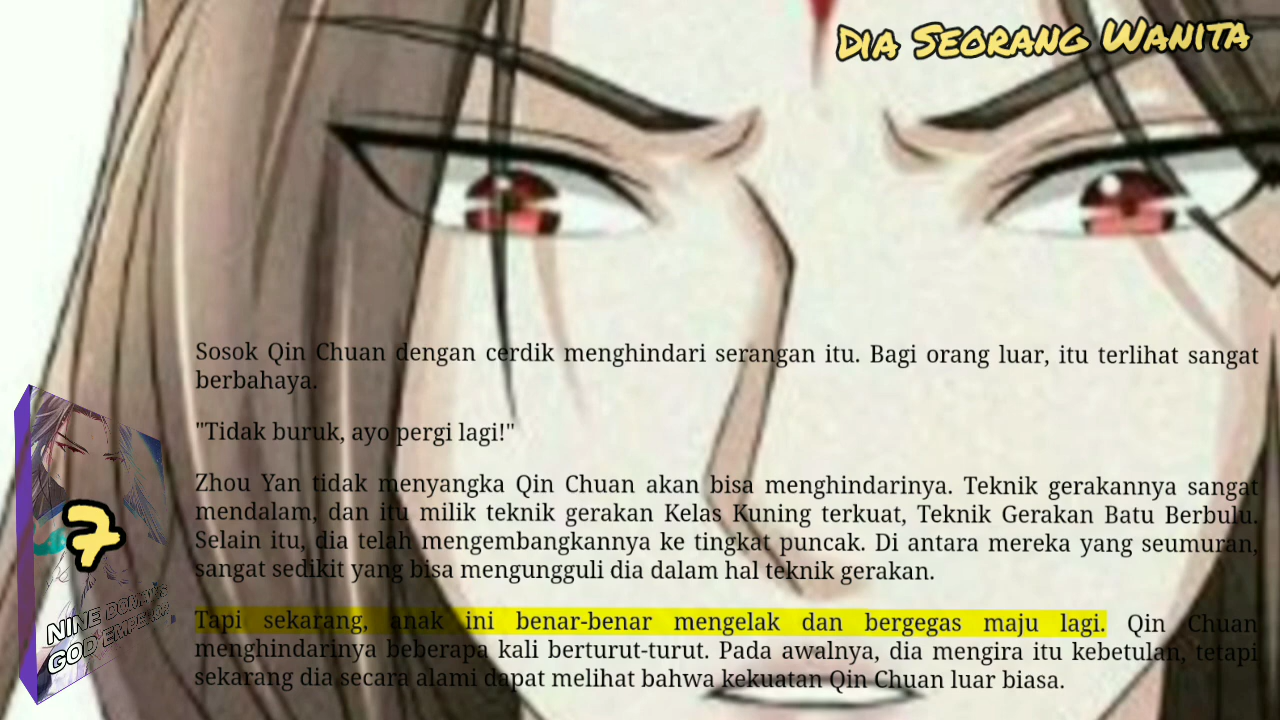 Dia Seorang Wanita
Sosok Qin Chuan dengan cerdik menghindari serangan itu. Bagi orang luar, itu terlihat sangat
berbahaya.
"Tidak buruk, ayo pergi lagi!"
Zhou Yan tidak menyangka Qin Chuan akan bisa menghindarinya. Teknik gerakannya sangat
mendalam, dan itu milik teknik gerakan Kelas Kuning terkuat, Teknik Gerakan Batu Berbulu.
Selain itu, dia telah mengembangkannya ke tingkat puncak. Di antara mereka yang seumuran,
sangat sedikit yang bisa mengungguli dia dalam hal teknik gerakan.
Tapi sekarang, anak ini benar-benar mengelak dan bergegas maju lagi. Qin Chuan
menghindarinya beberapa kali berturut-turut. Pada awalnya, dia mengira itu kebetulan, tetapi
sekarang dia secara alami dapat melihat bahwa kekuatan Qin Chuan luar biasa.
7
NINE DOMAINS
GOD EMPEROR